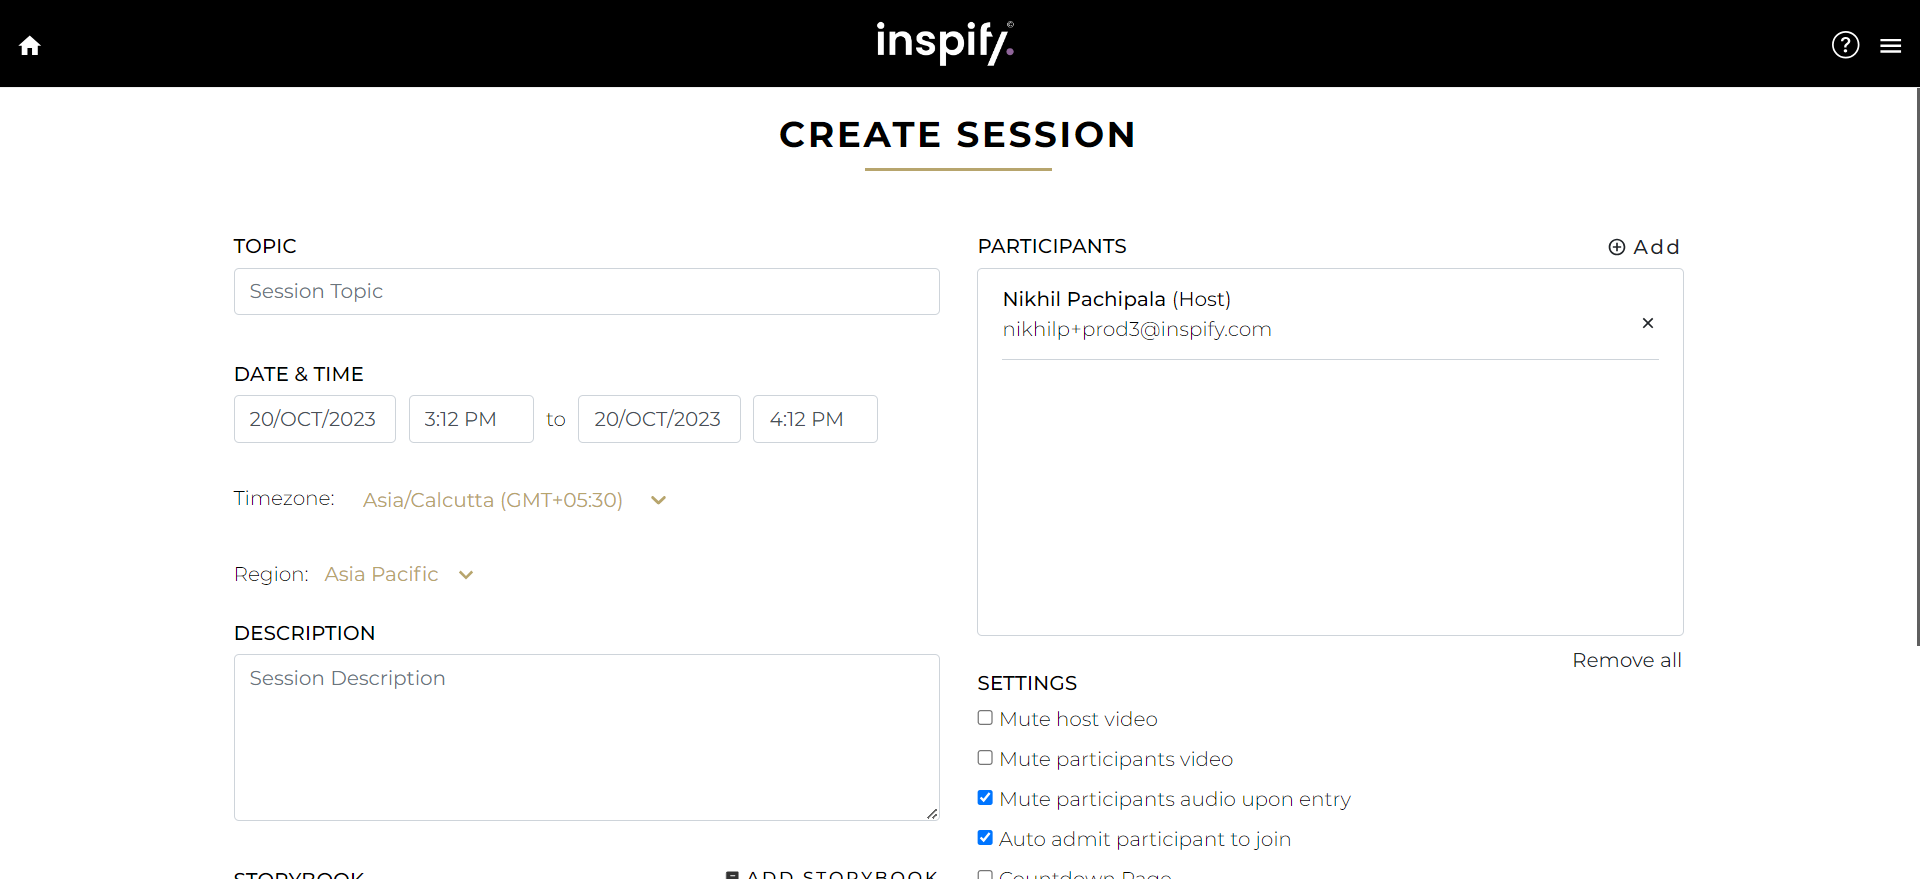 inspify.©
CREATE SESSION
TOPIC
Session Topic
DATE & TIME
20/OCT/2023 3:12 PM to 20/OCT/2023 4:12 PM
Timezone: Asia/Calcutta (GMT+05:30)
Region: Asia Pacific
DESCRIPTION
Session Description
STORYBOOK ADD STORYBOOK
PARTICIPANTS Add
Nikhil Pachipala (Host)
nikhilp+prod3@inspify.com
Remove all
SETTINGS
Mute host video
Mute participants video
Mute participants audio upon entry
Auto admit participant to join
Countdown Page